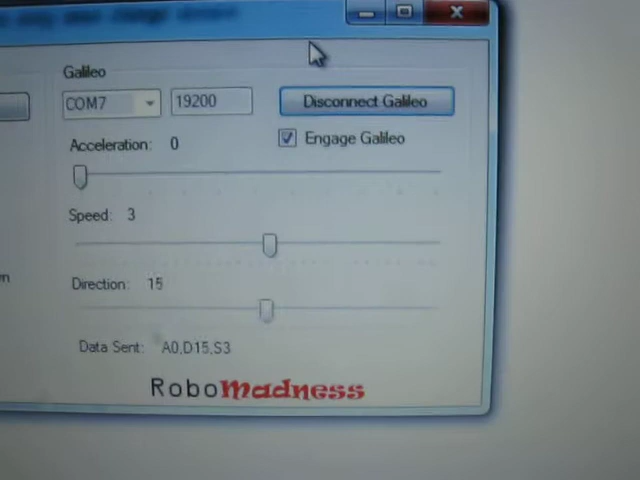 Galileo
COM7 19200 Disconnect Galileo
Engage Galileo
Acceleration: 0
Speed: 3
Direction: 15
Data Sent: A0,D15,S3
RoboMadness